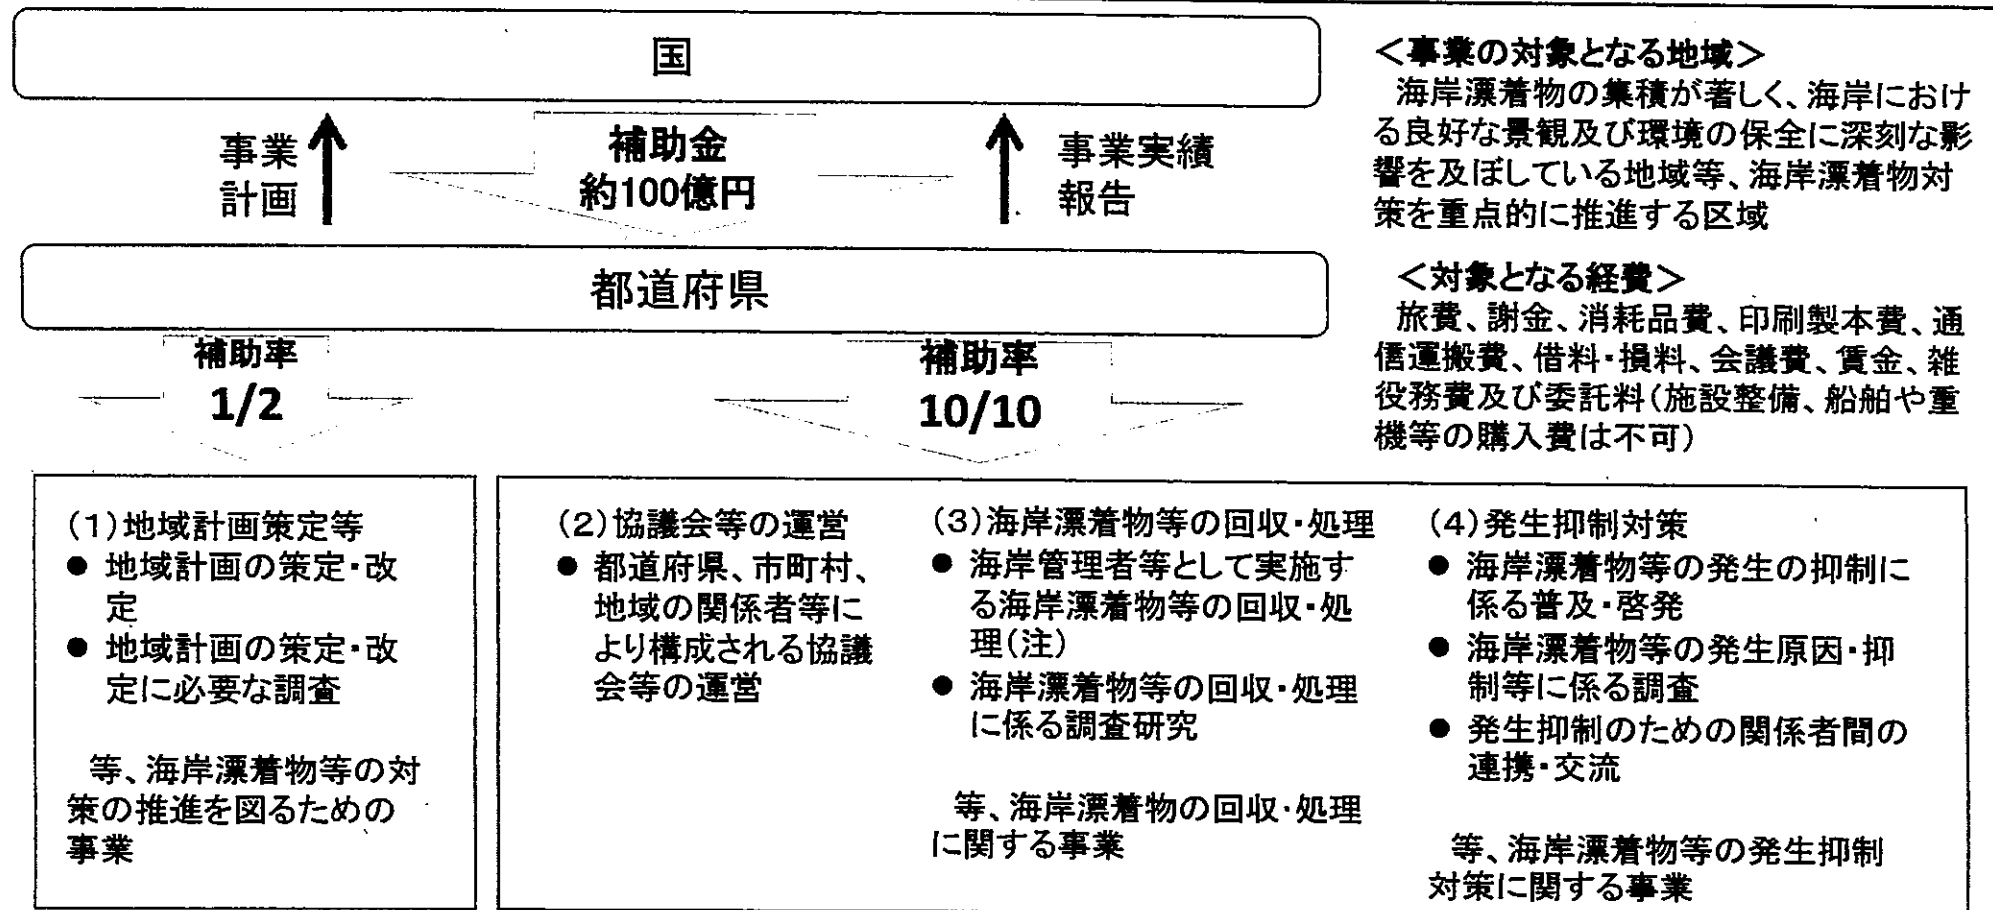 国
事業
計画
補助金
約100億円
事業実績
報告
都道府県
補助率
1/2
補助率
10/10
＜事業の対象となる地域＞
海岸漂着物の集積が著しく、海岸におけ
る良好な景観及び環境の保全に深刻な影
響を及ぼしている地域等、海岸漂着物対
策を重点的に推進する区域
＜対象となる経費＞
旅費、謝金、消耗品費、印刷製本費、通
信運搬費、借料・損料、会議費、賃金、雑
役務費及び委託料(施設整備、船舶や重
機等の購入費は不可)
(1)地域計画策定等
● 地域計画の策定・改
定
● 地域計画の策定・改
定に必要な調査
等、海岸漂着物等の対
策の推進を図るための
事業
(2)協議会等の運営
● 都道府県、市町村、
地域の関係者等に
より構成される協議
会等の運営
(3)海岸漂着物等の回収・処理
● 海岸管理者等として実施す
る海岸漂着物等の回収・処
理(注)
● 海岸漂着物等の回収・処理
に係る調査研究
等、海岸漂着物の回収・処理
に関する事業
(4)発生抑制対策
● 海岸漂着物等の発生の抑制に
係る普及・啓発
● 海岸漂着物等の発生原因・抑
制等に係る調査
● 発生抑制のための関係者間の
連携・交流
等、海岸漂着物等の発生抑制
対策に関する事業